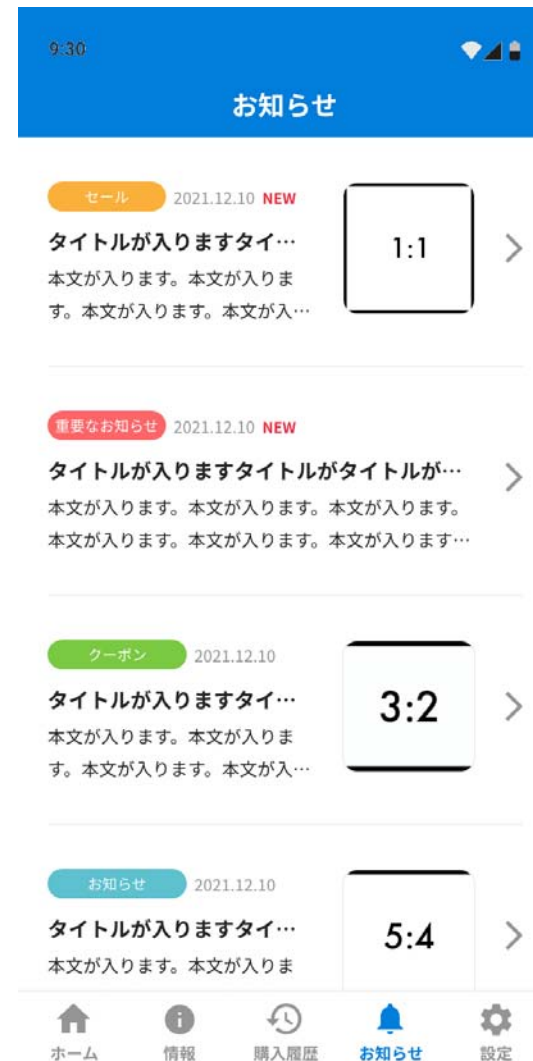 9:30
お知らせ
セール 2021.12.10 NEW
タイトルが入りますタイ…
本文が入ります。本文が入りま
す。本文が入ります。本文が入…
1:1
重要なお知らせ 2021.12.10 NEW
タイトルが入りますタイトルがタイトルが…
本文が入ります。本文が入ります。本文が入ります。
本文が入ります。本文が入ります。本文が入ります…
クーポン 2021.12.10
タイトルが入りますタイ…
本文が入ります。本文が入りま
す。本文が入ります。本文が入…
3:2
お知らせ 2021.12.10
タイトルが入りますタイ…
本文が入ります。本文が入りま
5:4
ホーム 情報 購入履歴 お知らせ 設定